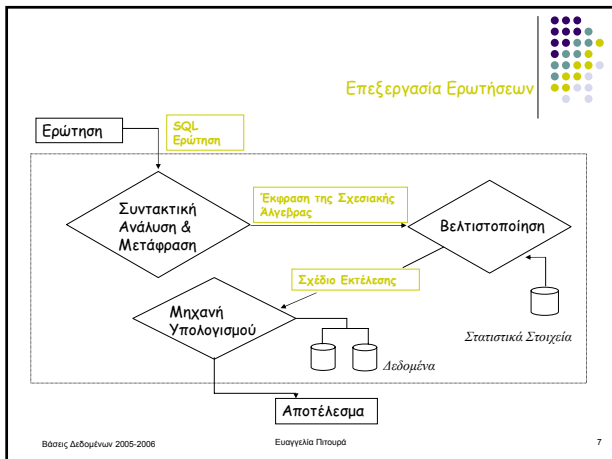 Επεξεργασία Ερωτήσεων
Ερώτηση
SQL
Ερώτηση
Συντακτική
Ανάλυση &
Μετάφραση
Έκφραση της Σχεσιακής
Άλγεβρας
Βελτιστοποίηση
Σχέδιο Εκτέλεσης
Μηχανή
Υπολογισμού
Στατιστικά Στοιχεία
Δεδομένα
Αποτέλεσμα
Βάσεις Δεδομένων 2005-2006
Ευαγγελία Πιτουρά
7